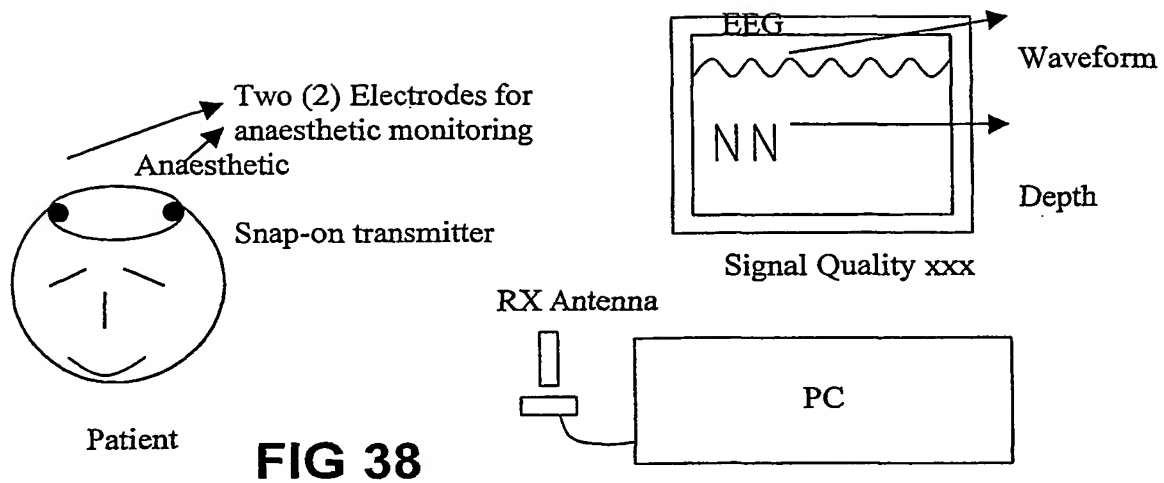 EEG
Waveform
Two (2) Electrodes for
anaesthetic monitoring
Anaesthetic
NN
Depth
Snap-on transmitter
Signal Quality xxx
RX Antenna
PC
Patient
FIG 38